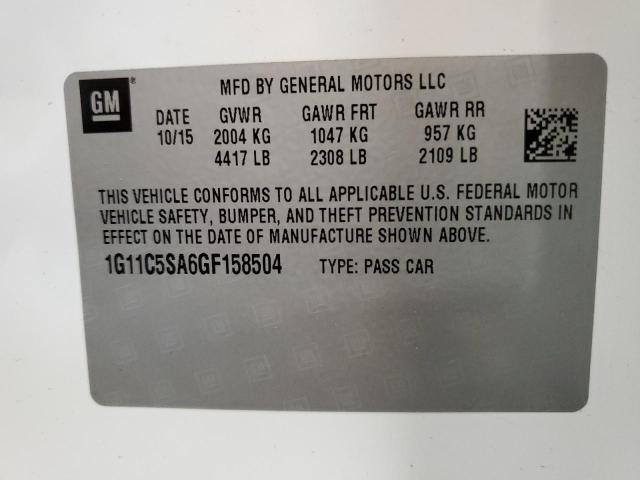 GM ®
MFD BY GENERAL MOTORS LLC
DATE GVWR GAWR FRT GAWR RR
10/15 2004 KG 1047 KG 957 KG
4417 LB 2308 LB 2109 LB
THIS VEHICLE CONFORMS TO ALL APPLICABLE U.S. FEDERAL MOTOR
VEHICLE SAFETY, BUMPER, AND THEFT PREVENTION STANDARDS IN
EFFECT ON THE DATE OF MANUFACTURE SHOWN ABOVE.
1G11C5SA6GF158504 TYPE: PASS CAR